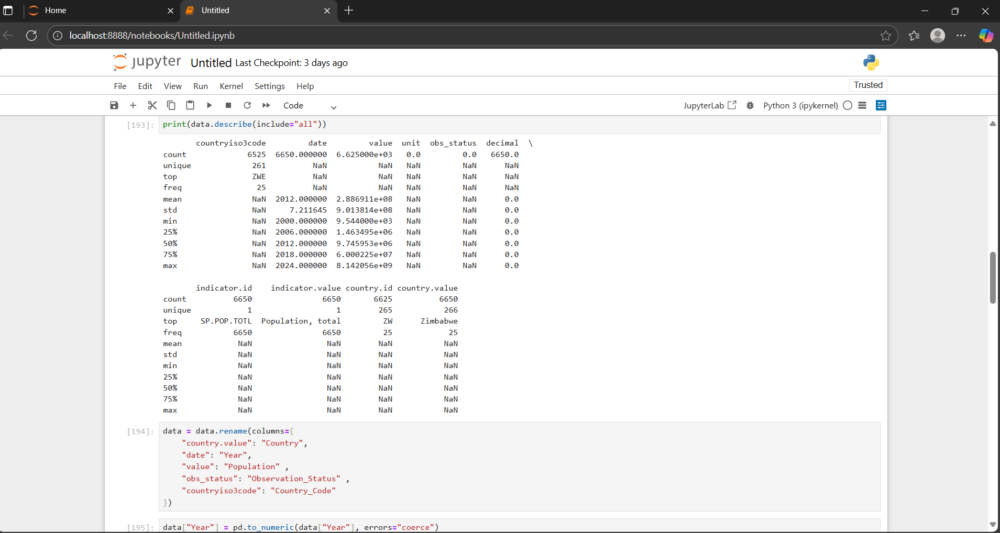 Home
Untitled
localhost:8888/notebooks/Untitled.ipynb
jupyter Untitled Last Checkpoint: 3 days ago
File Edit View Run Kernel Settings Help
Trusted
Code
JupyterLab
Python 3 (ipykernel)
[193]: print(data.describe(include="all"))
countryiso3code date value unit obs_status decimal \
count 6525 6650.000000 6.625000e+03 0.0 0.0 6650.0
unique 261 NaN NaN NaN NaN NaN
top ZWE NaN NaN NaN NaN NaN
freq 25 NaN NaN NaN NaN NaN
mean NaN 2012.000000 2.886911e+08 NaN NaN 0.0
std NaN 7.211645 9.013814e+08 NaN NaN 0.0
min NaN 2000.000000 9.544000e+03 NaN NaN 0.0
25% NaN 2006.000000 1.463495e+06 NaN NaN 0.0
50% NaN 2012.000000 9.745953e+06 NaN NaN 0.0
75% NaN 2018.000000 6.000225e+07 NaN NaN 0.0
max NaN 2024.000000 8.142056e+09 NaN NaN 0.0
indicator.id indicator.value country.id country.value
count 6650 6650 6625 6650
unique 1 1 265 266
top SP.POP.TOTL Population, total ZW Zimbabwe
freq 6650 6650 25 25
mean NaN NaN NaN NaN
std NaN NaN NaN NaN
min NaN NaN NaN NaN
25% NaN NaN NaN NaN
50% NaN NaN NaN NaN
75% NaN NaN NaN NaN
max NaN NaN NaN NaN
[194]: data = data.rename(columns={
"country.value": "Country",
"date": "Year",
"value": "Population" ,
"obs_status": "Observation_Status" ,
"countryiso3code": "Country_Code"
})
[195]: data["Year"] = pd.to_numeric(data["Year"], errors="coerce")